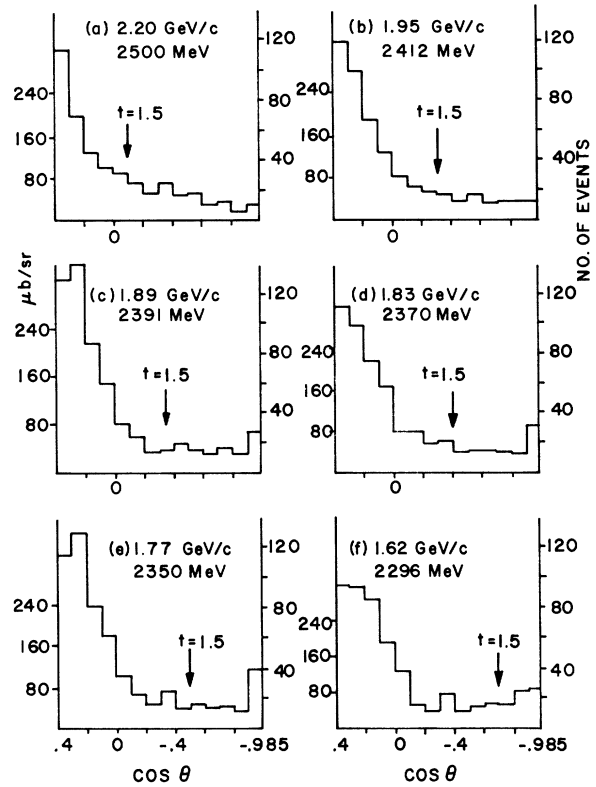 (a) 2.20 GeV/c
2500 MeV
t=1.5
240
160
80
120
80
40
0
(b) 1.95 GeV/c
2412 MeV
t=1.5
240
160
80
120
80
40
0
NO. OF EVENTS
μb/sr
(c) 1.89 GeV/c
2391 MeV
t=1.5
240
160
80
120
80
40
0
(d) 1.83 GeV/c
2370 MeV
t=1.5
240
160
80
120
80
40
0
(e) 1.77 GeV/c
2350 MeV
t=1.5
240
160
80
120
80
40
.4 0 -.4 -.985
COS θ
(f) 1.62 GeV/c
2296 MeV
t=1.5
240
160
80
120
80
40
.4 0 -.4 -.985
COS θ